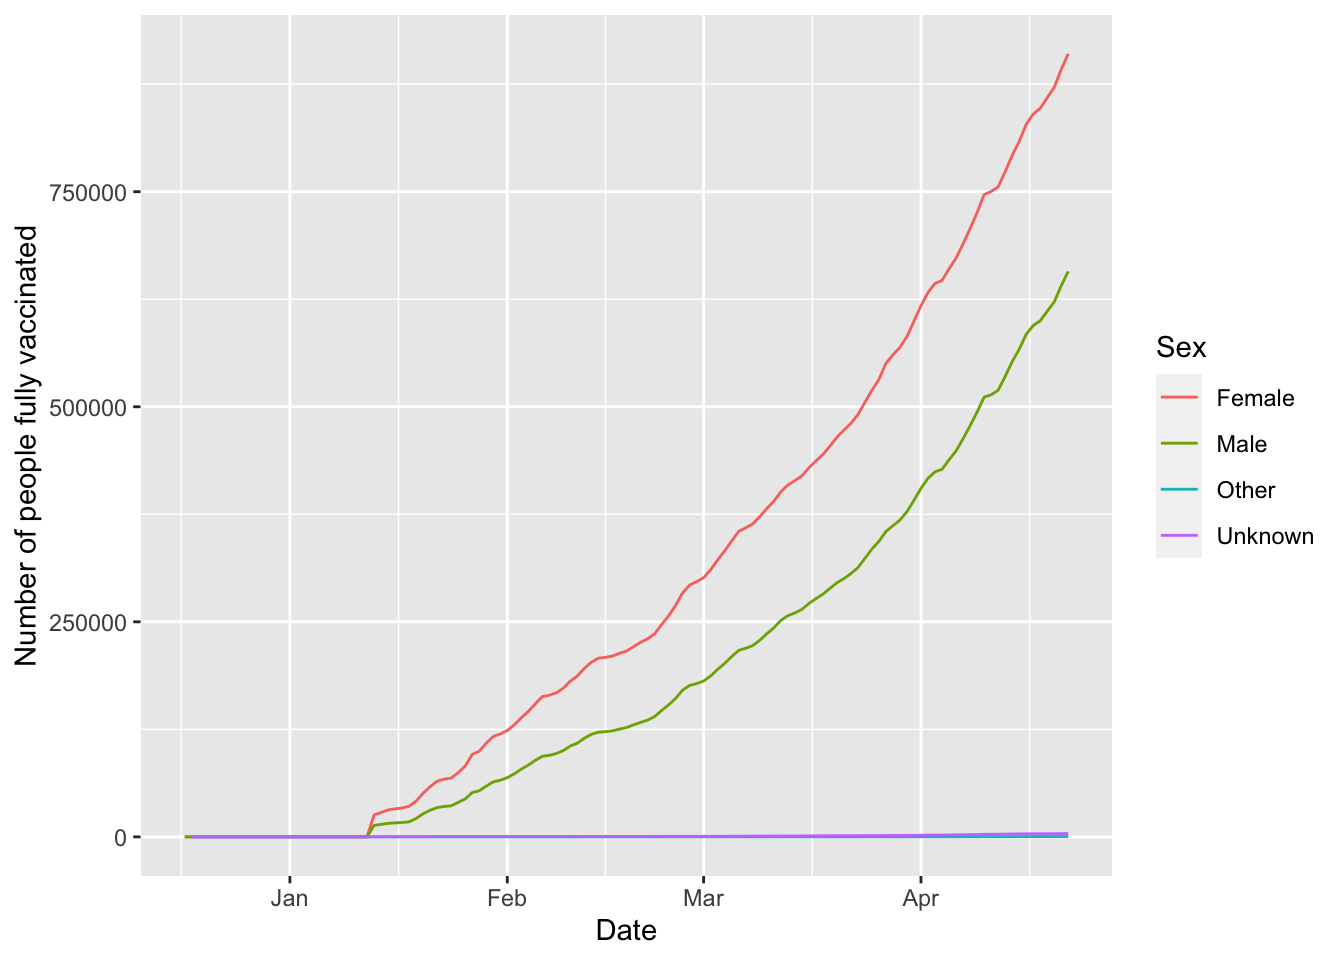 Number of people fully vaccinated
750000
500000
250000
0
Jan
Feb
Mar
Apr
Date
Sex
Female
Male
Other
Unknown